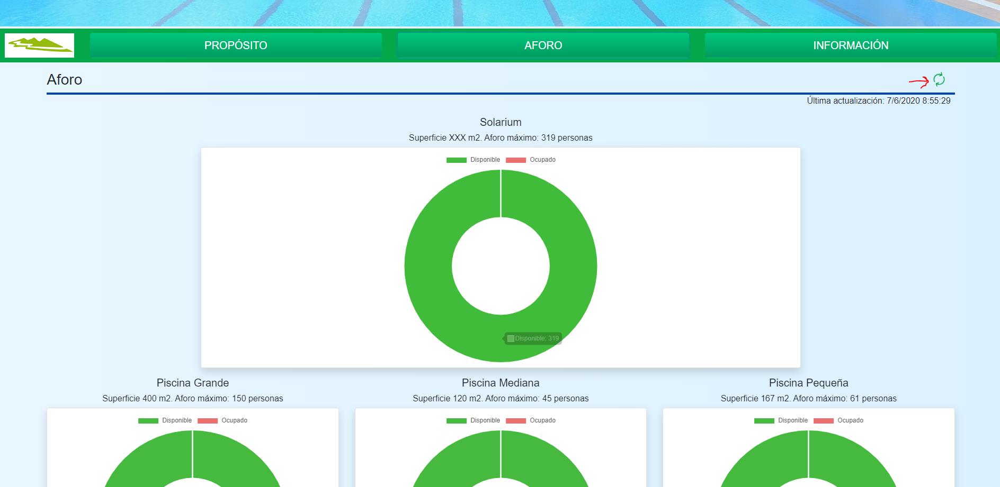 PROPÓSITO
AFORO
INFORMACIÓN
Aforo
Última actualización: 7/6/2020 8:55:29
Solarium
Superficie XXX m2. Aforo máximo: 319 personas
Disponible Ocupado
Disponible: 319
Piscina Grande
Superficie 400 m2. Aforo máximo: 150 personas
Disponible Ocupado
Piscina Mediana
Superficie 120 m2. Aforo máximo: 45 personas
Disponible Ocupado
Piscina Pequeña
Superficie 167 m2. Aforo máximo: 61 personas
Disponible Ocupado